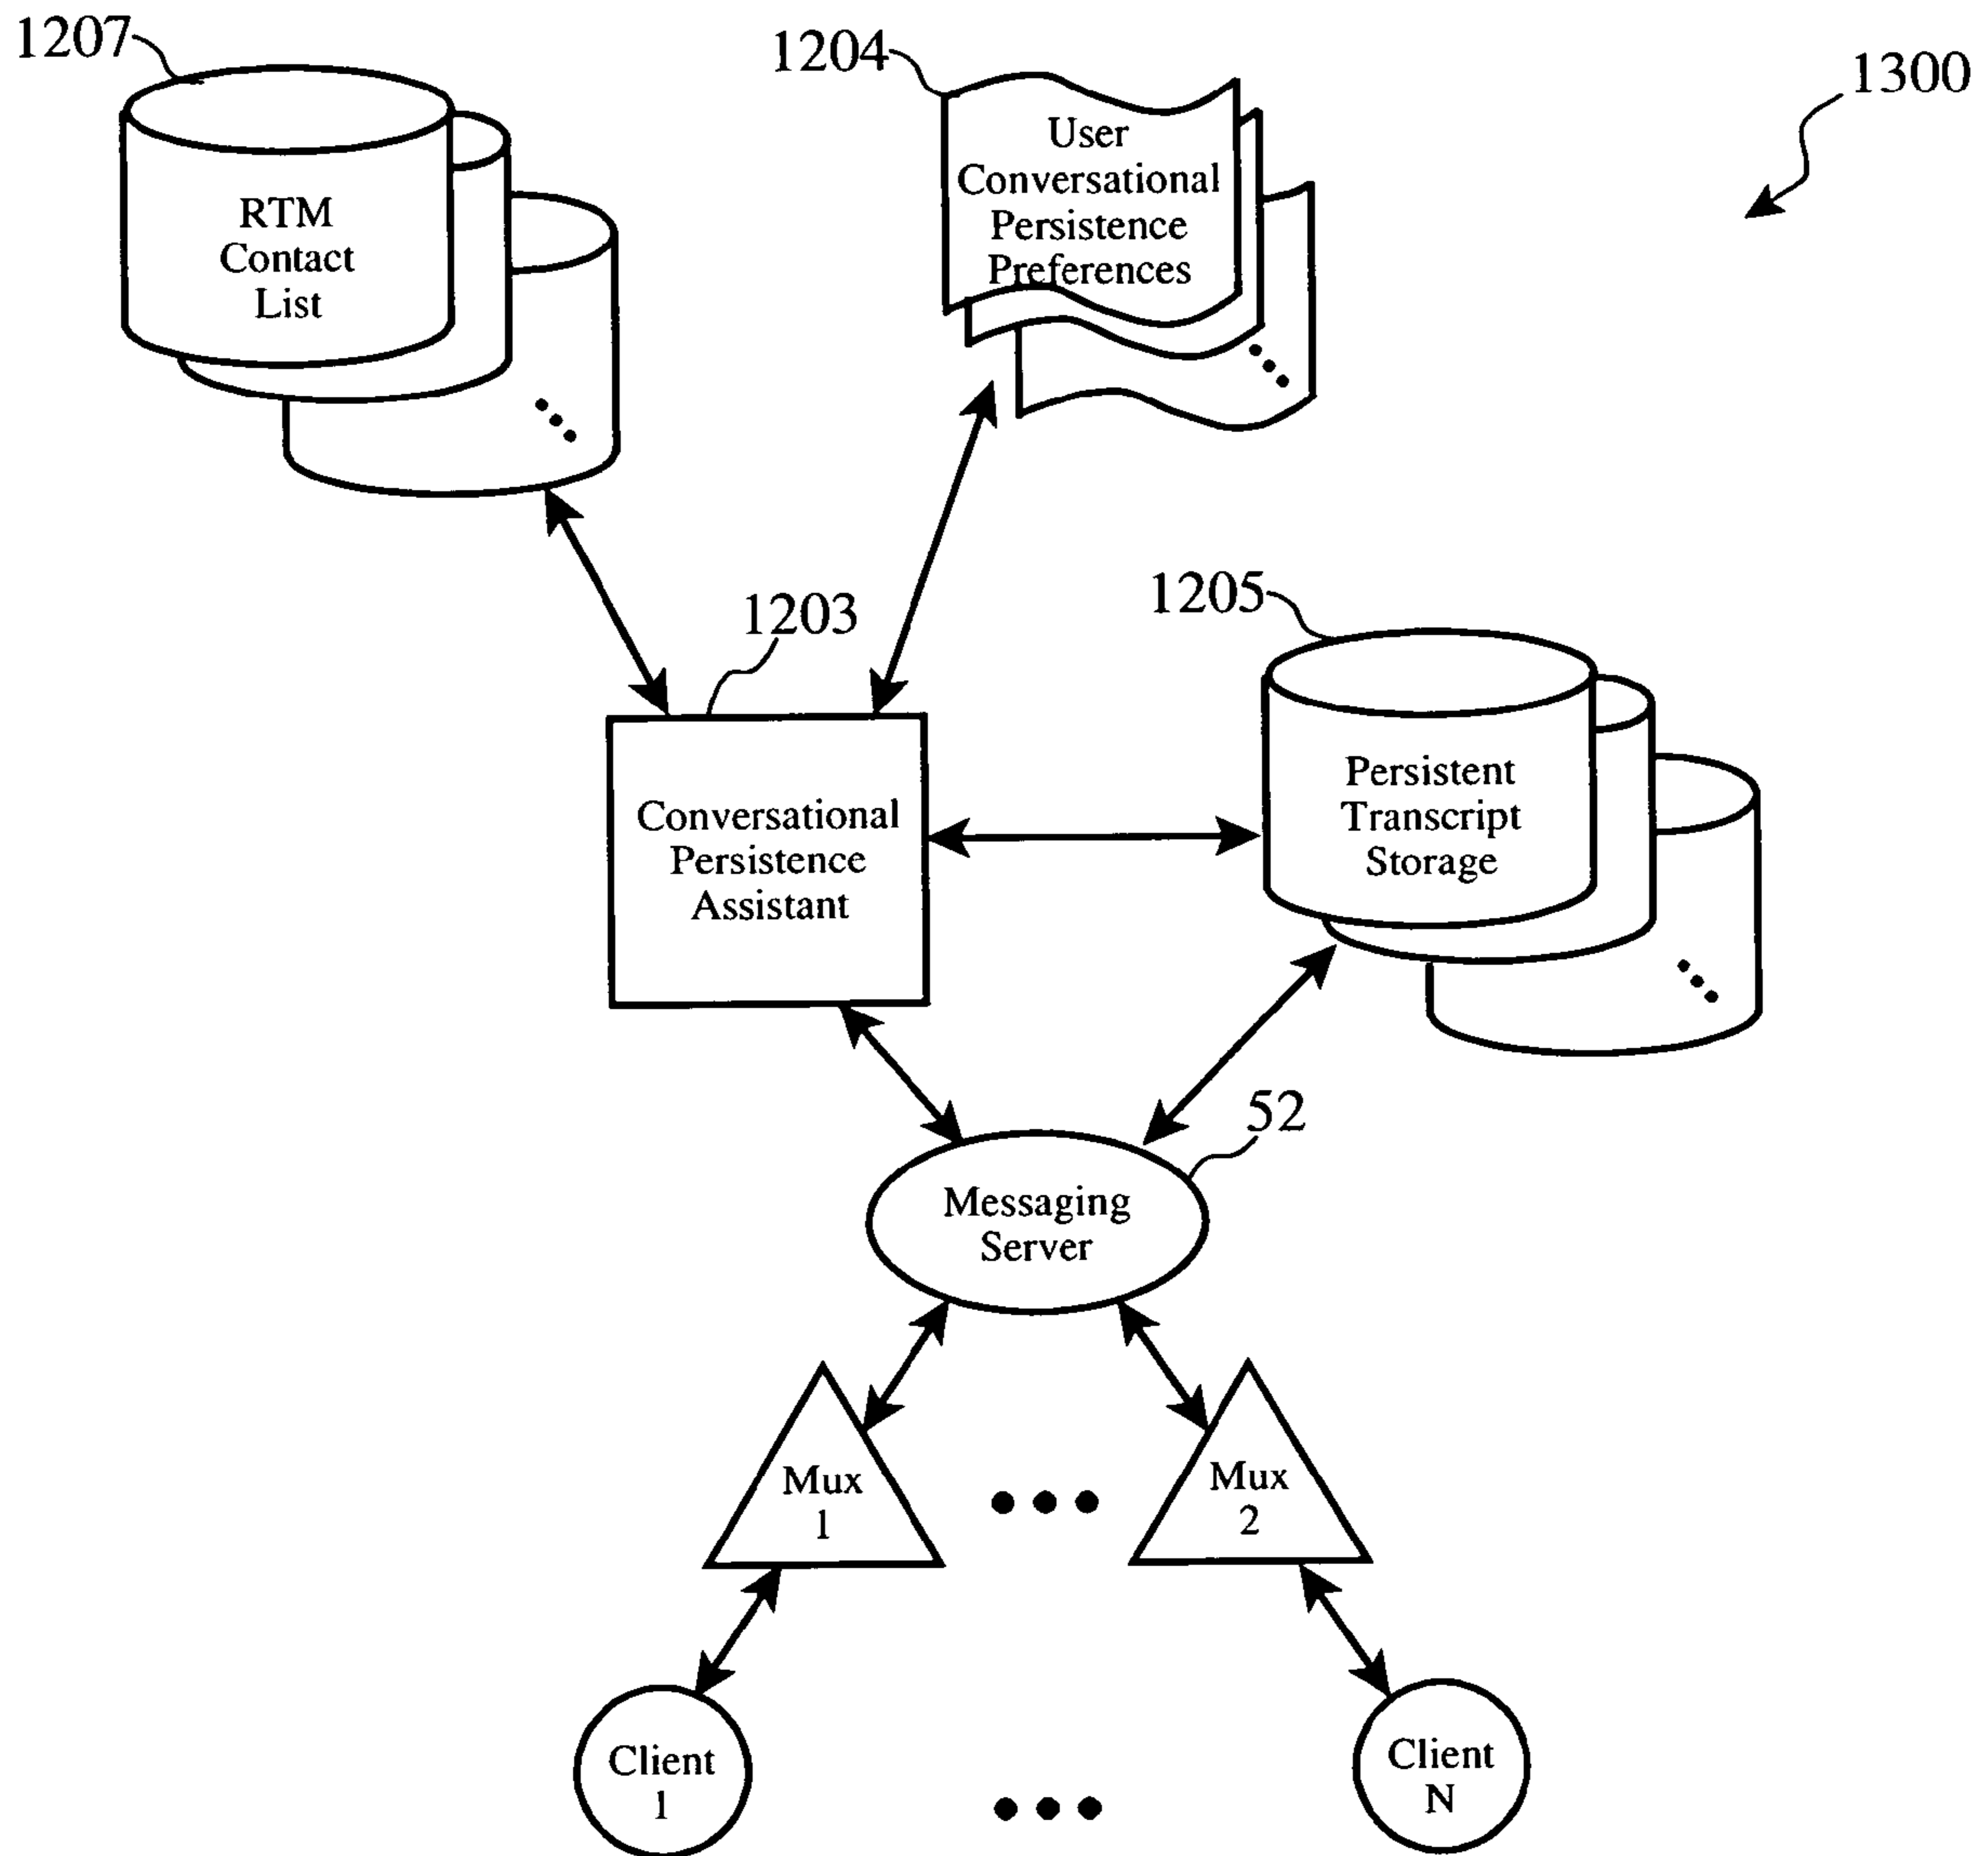 1207
1204
1300
RTM
Contact
List
User
Conversational
Persistence
Preferences
1203
1205
Conversational
Persistence
Assistant
Persistent
Transcript
Storage
52
Messaging
Server
Mux
1
Mux
2
Client
1
Client
N